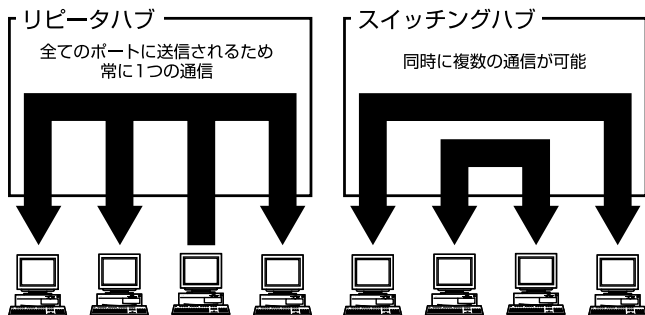 リピータハブ
全てのポートに送信されるため
常に1つの通信
スイッチングハブ
同時に複数の通信が可能